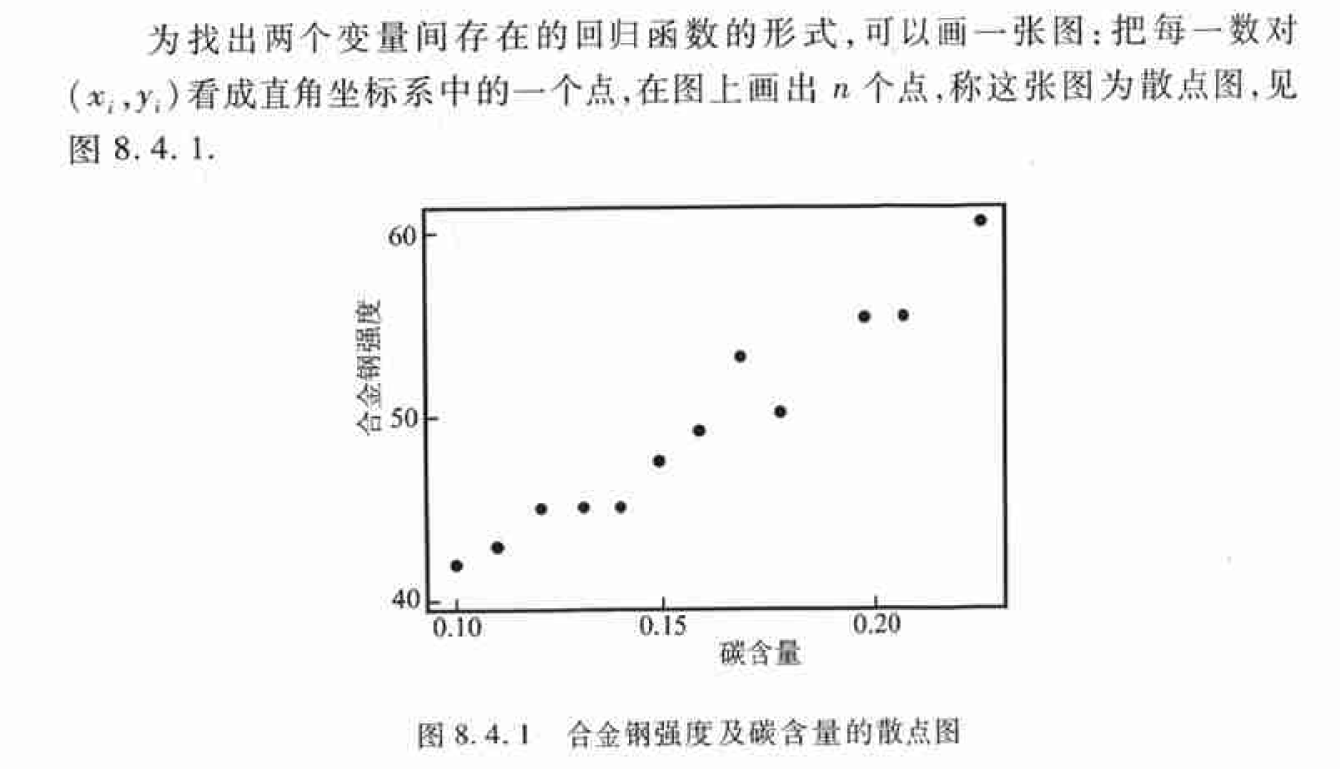 为找出两个变量间存在的回归函数的形式,可以画一张图:把每一数对
(xᵢ,yᵢ)看成直角坐标系中的一个点,在图上画出 n 个点,称这张图为散点图,见
图 8.4.1.
60
合金钢强度
50
40
0.10 0.15 0.20
碳含量
图 8.4.1 合金钢强度及碳含量的散点图